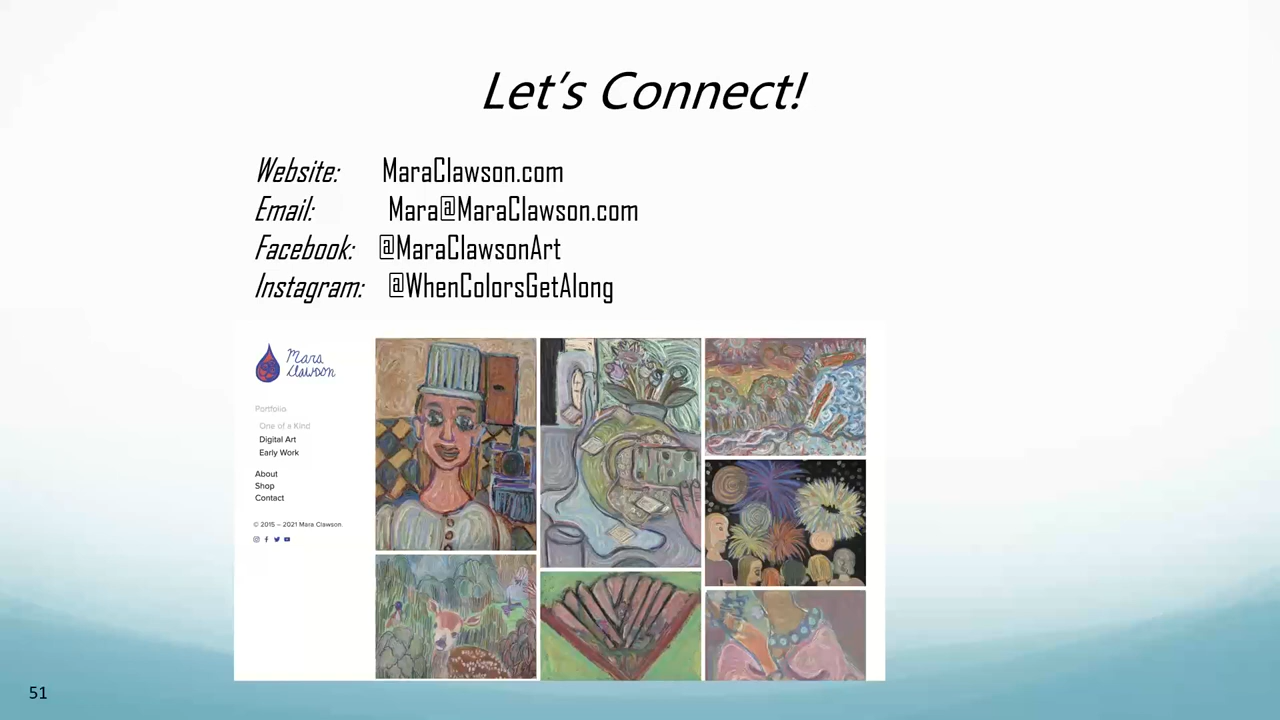 Let's Connect!
Website: MaraClawson.com
Email: Mara@MaraClawson.com
Facebook: @MaraClawsonArt
Instagram: @WhenColorsGetAlong
Mara
Clawson
Portfolio
One of a Kind
Digital Art
Early Work
About
Shop
Contact
© 2015 – 2021 Mara Clawson.
51